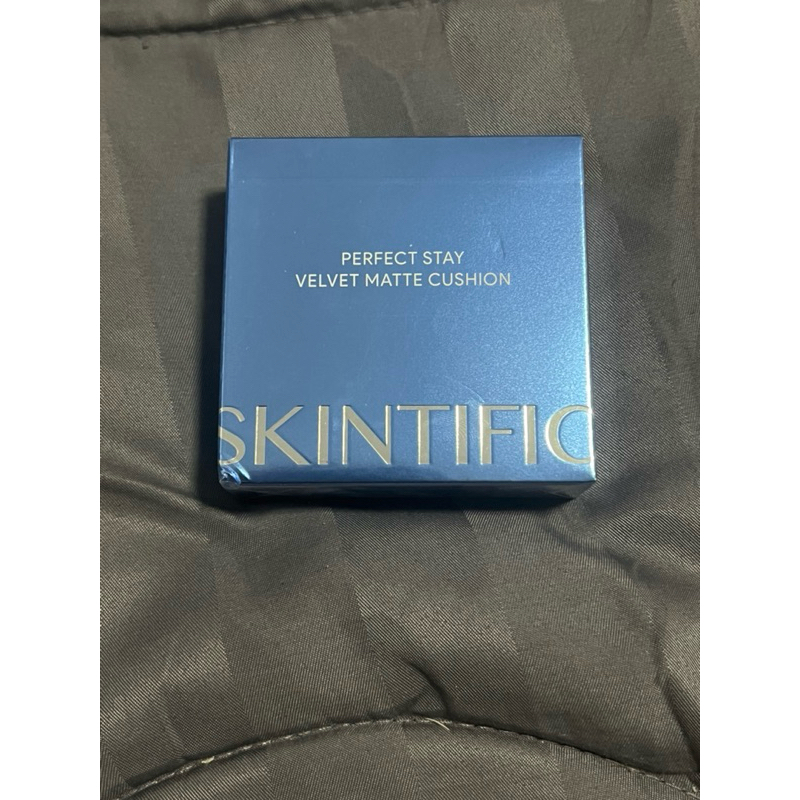 PERFECT STAY
VELVET MATTE CUSHION
SKINTIFIC